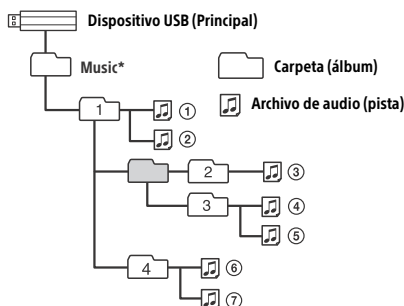 Dispositivo USB (Principal)
Music*
Carpeta (álbum)
Archivo de audio (pista)
1
①
②
2
③
3
④
⑤
4
⑥
⑦